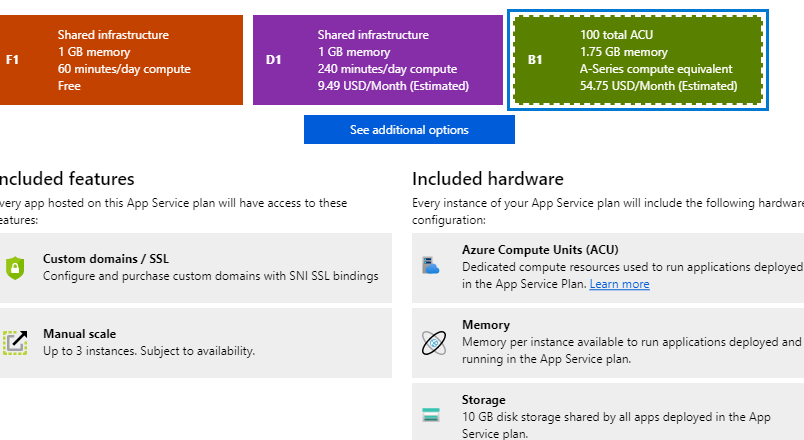 F1
Shared infrastructure
1 GB memory
60 minutes/day compute
Free
D1
Shared infrastructure
1 GB memory
240 minutes/day compute
9.49 USD/Month (Estimated)
B1
100 total ACU
1.75 GB memory
A-Series compute equivalent
54.75 USD/Month (Estimated)
See additional options
ncluded features
very app hosted on this App Service plan will have access to these
eatures:
Custom domains / SSL
Configure and purchase custom domains with SNI SSL bindings
Manual scale
Up to 3 instances. Subject to availability.
Included hardware
Every instance of your App Service plan will include the following hardware
configuration:
Azure Compute Units (ACU)
Dedicated compute resources used to run applications deployed
in the App Service Plan. Learn more
Memory
Memory per instance available to run applications deployed and
running in the App Service plan.
Storage
10 GB disk storage shared by all apps deployed in the App
Service plan.